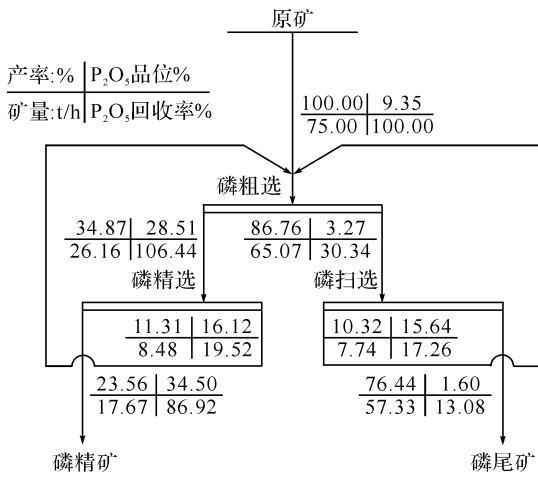 原矿
产率:% P₂O₅品位%
矿量:t/h P₂O₅回收率%
100.00 9.35
75.00 100.00
磷粗选
34.87 28.51
26.16 106.44
86.76 3.27
65.07 30.34
磷精选
磷扫选
11.31 16.12
8.48 19.52
10.32 15.64
7.74 17.26
23.56 34.50
17.67 86.92
76.44 1.60
57.33 13.08
磷精矿
磷尾矿